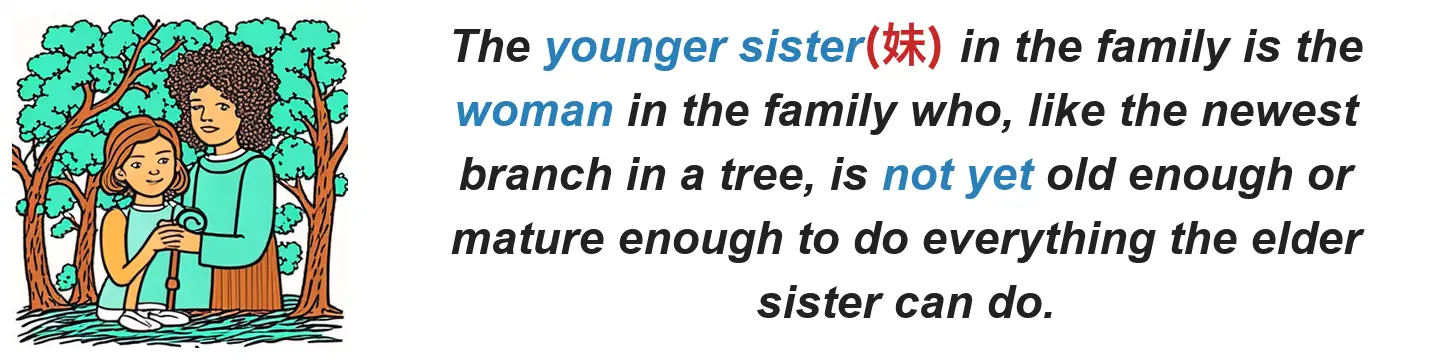 The younger sister(妹) in the family is the
woman in the family who, like the newest
branch in a tree, is not yet old enough or
mature enough to do everything the elder
sister can do.